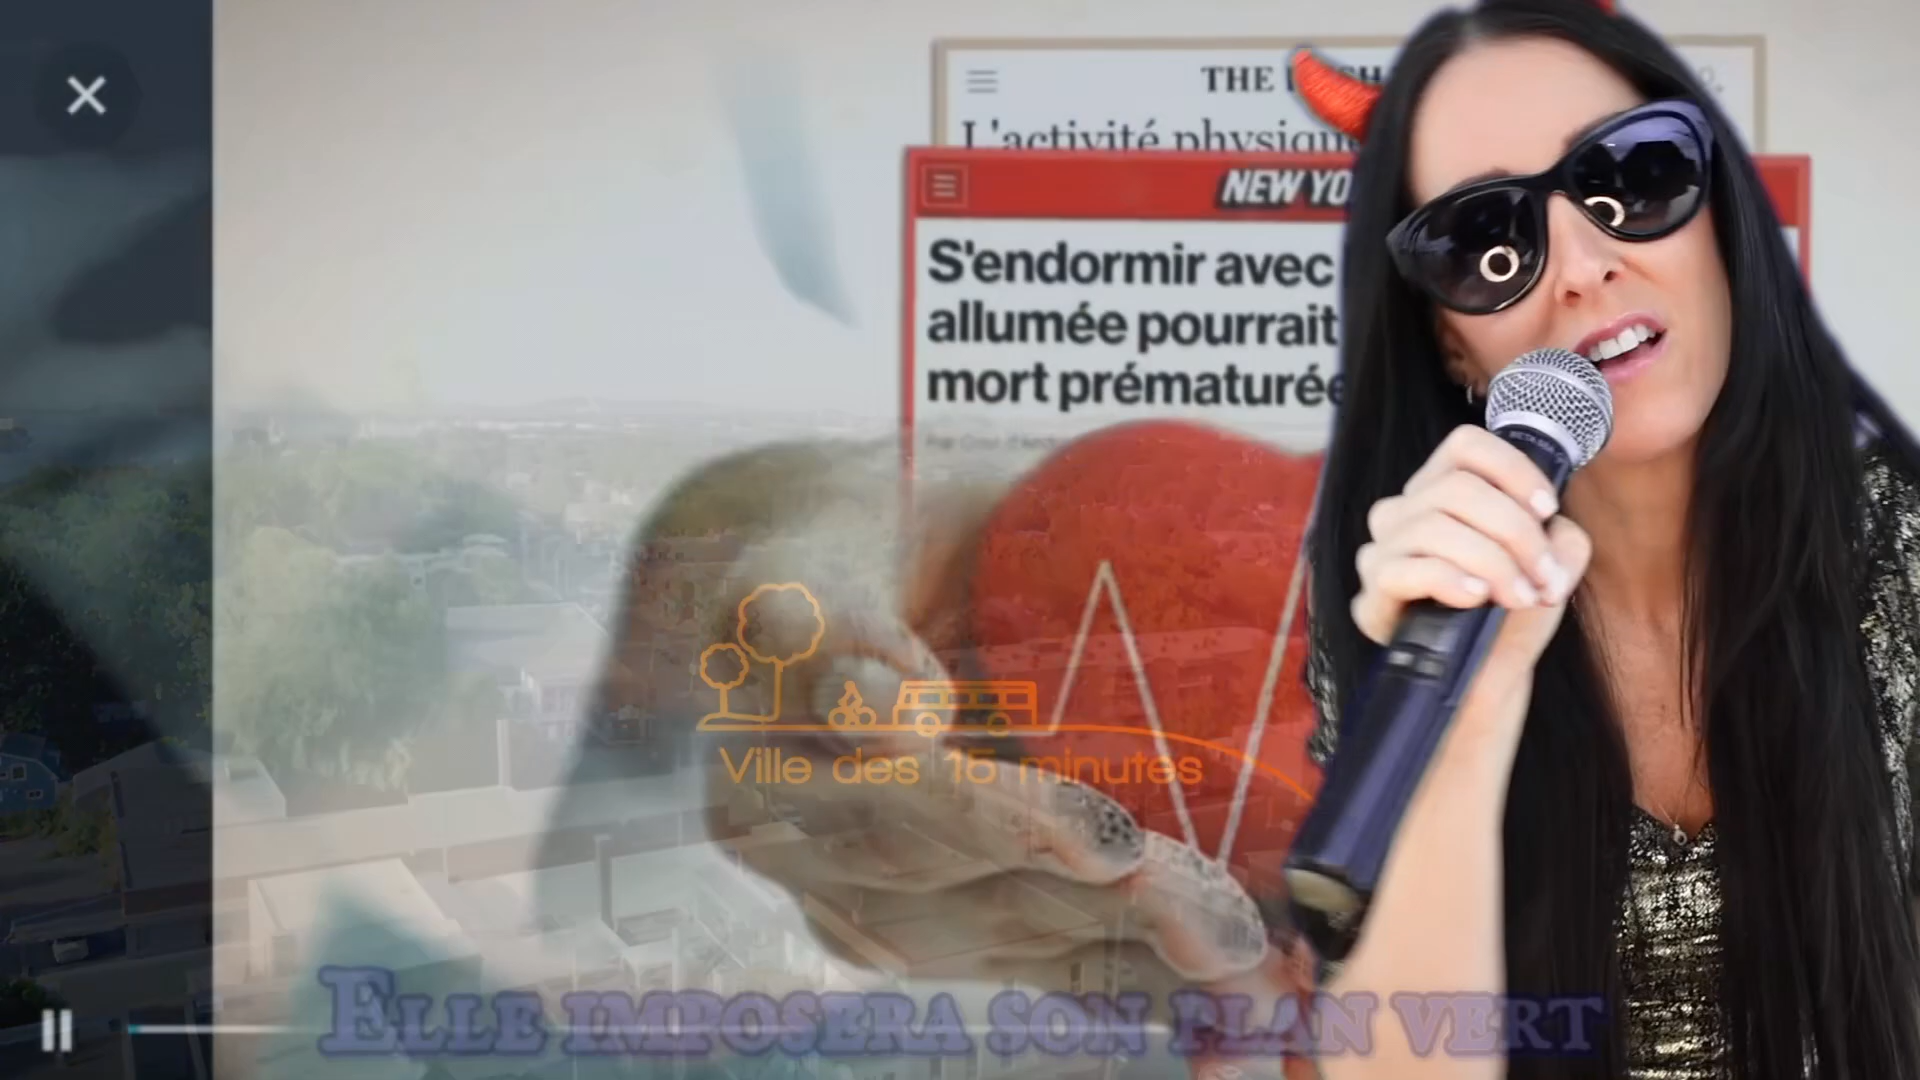 THE
L'activité physique
NEW YO
S'endormir avec
allumée pourrait
mort prématurée
Ville des 15 minutes
ELLE IMPOSERA SON PLAN VERT